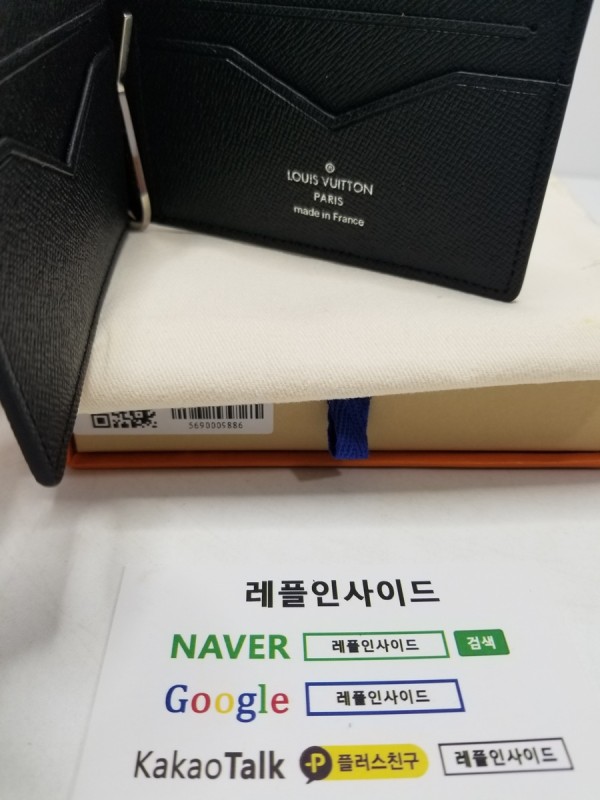 ®
LOUIS VUITTON
PARIS
made in France
5690009886
레플인사이드
NAVER 레플인사이드 검색
Google 레플인사이드
KakaoTalk P 플러스친구 레플인사이드